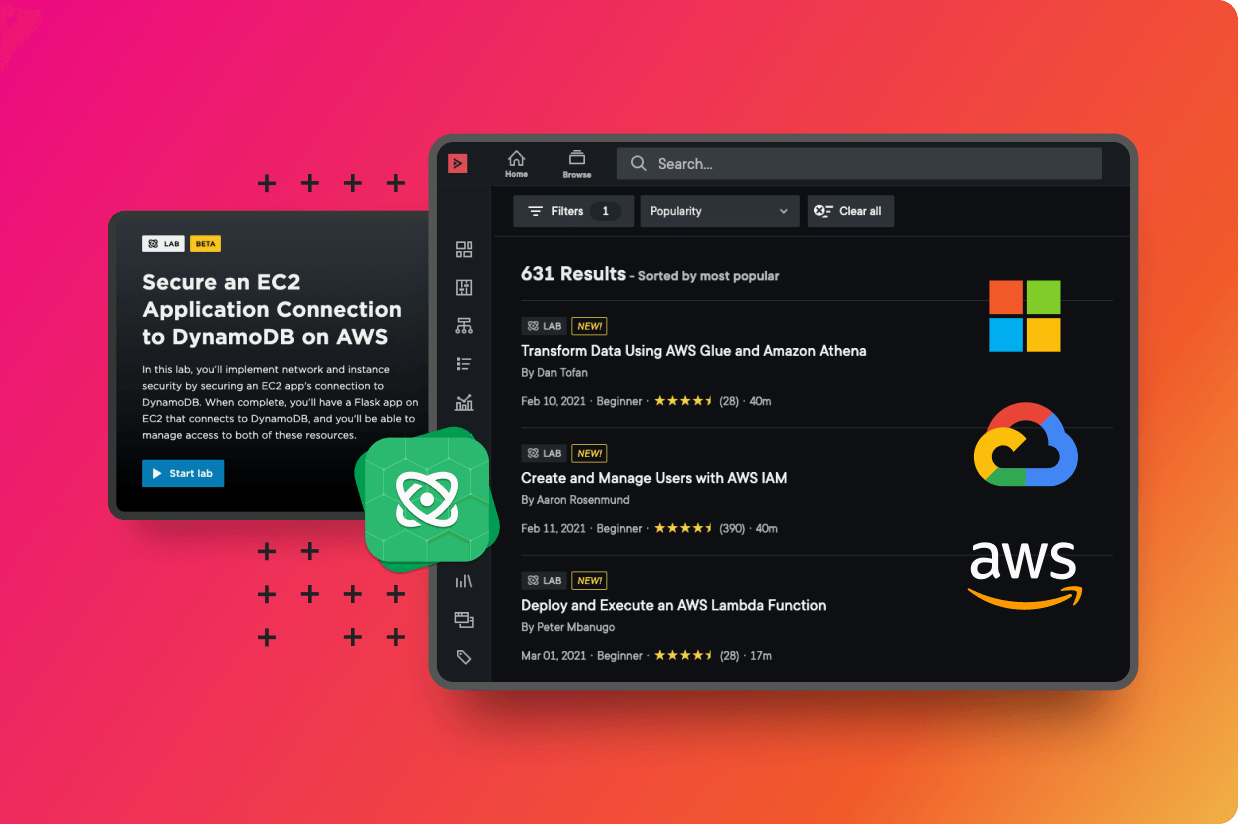 Home
Browse
Search...
Filters 1
Popularity
Clear all
LAB BETA
Secure an EC2
Application Connection
to DynamoDB on AWS
In this lab, you'll implement network and instance
security by securing an EC2 app's connection to
DynamoDB. When complete, you'll have a Flask app on
EC2 that connects to DynamoDB, and you'll be able to
manage access to both of these resources.
Start lab
631 Results - Sorted by most popular
LAB NEW!
Transform Data Using AWS Glue and Amazon Athena
By Dan Tofan
Feb 10, 2021 · Beginner · (28) · 40m
LAB NEW!
Create and Manage Users with AWS IAM
By Aaron Rosenmund
Feb 11, 2021 · Beginner · (390) · 40m
LAB NEW!
Deploy and Execute an AWS Lambda Function
By Peter Mbanugo
Mar 01, 2021 · Beginner · (28) · 17m
aws